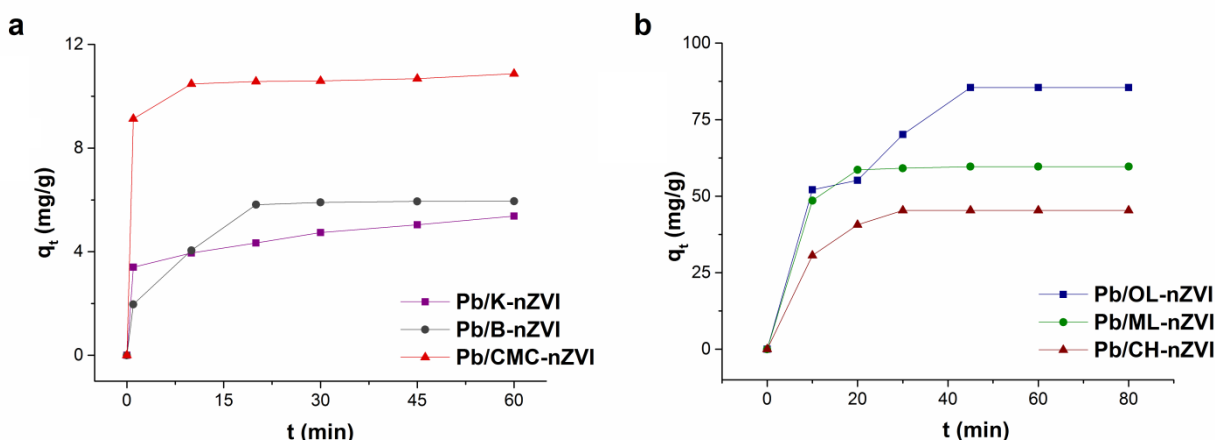 a
12
8
4
0
q_t (mg/g)
0
15
30
45
60
t (min)
Pb/K-nZVI
Pb/B-nZVI
Pb/CMC-nZVI
b
100
75
50
25
0
q_t (mg/g)
0
20
40
60
80
t (min)
Pb/OL-nZVI
Pb/ML-nZVI
Pb/CH-nZVI